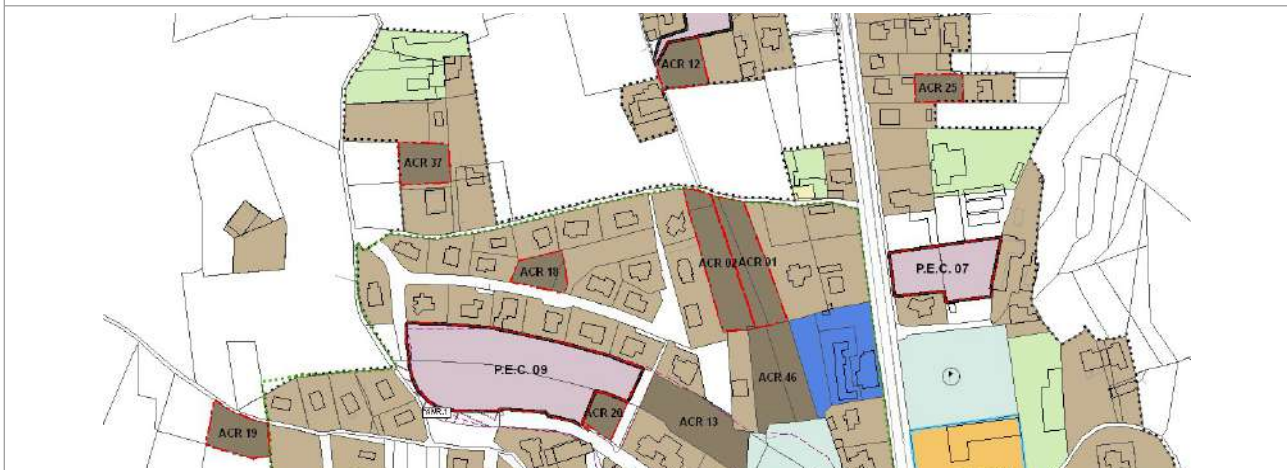 ACR 12
ACR 25
ACR 37
ACR 02
ACR 01
ACR 18
P.E.C. 07
P.E.C. 09
ACR 46
ACR 20
ACR 13
ACR 19
P